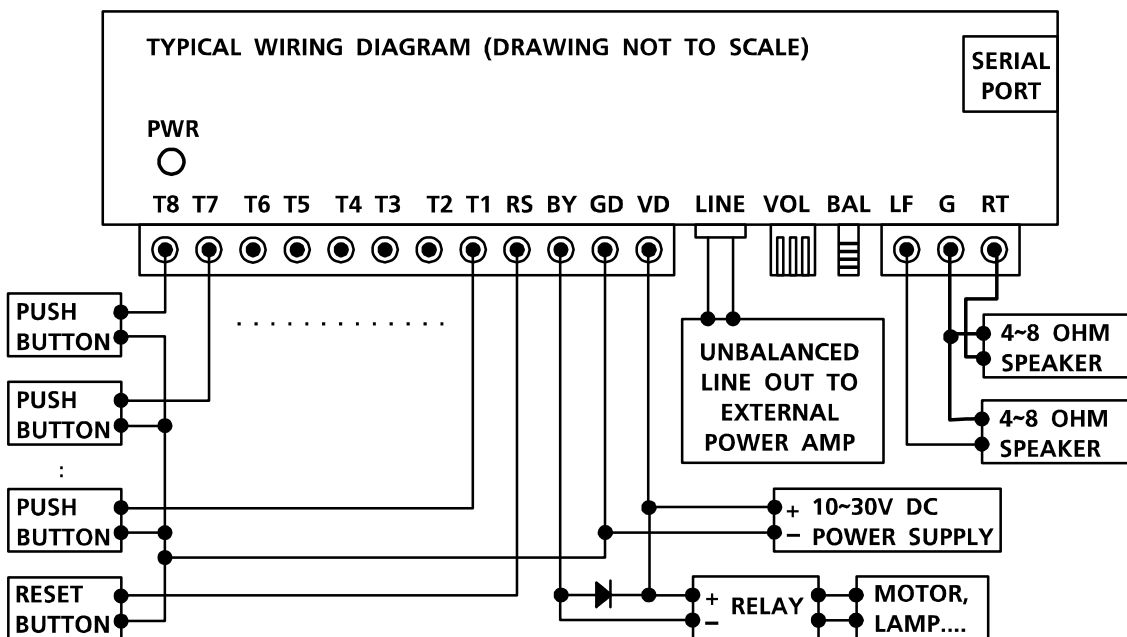 TYPICAL WIRING DIAGRAM (DRAWING NOT TO SCALE)
SERIAL
PORT
PWR
T8 T7 T6 T5 T4 T3 T2 T1 RS BY GD VD LINE VOL BAL LF G RT
PUSH
BUTTON
. . . . . . . . . . . . .
UNBALANCED
LINE OUT TO
EXTERNAL
POWER AMP
4~8 OHM
SPEAKER
PUSH
BUTTON
4~8 OHM
SPEAKER
:
PUSH
BUTTON
+ 10~30V DC
− POWER SUPPLY
RESET
BUTTON
+
−
RELAY
MOTOR,
LAMP....